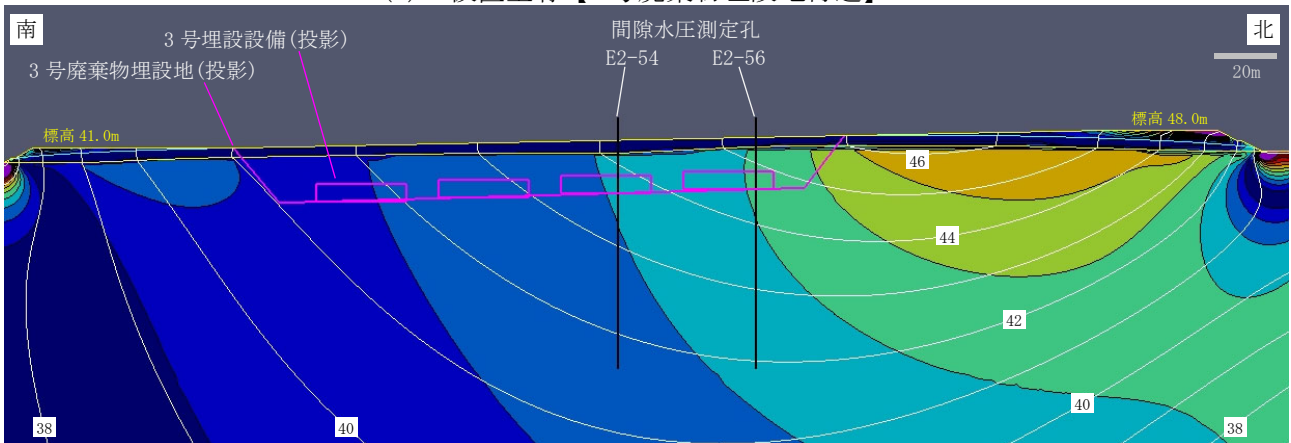 南
3 号埋設設備(投影)
間隙水圧測定孔
北
3 号廃棄物埋設地(投影)
E2-54
E2-56
20m
標高 41.0m
標高 48.0m
46
44
42
40
38
40
38